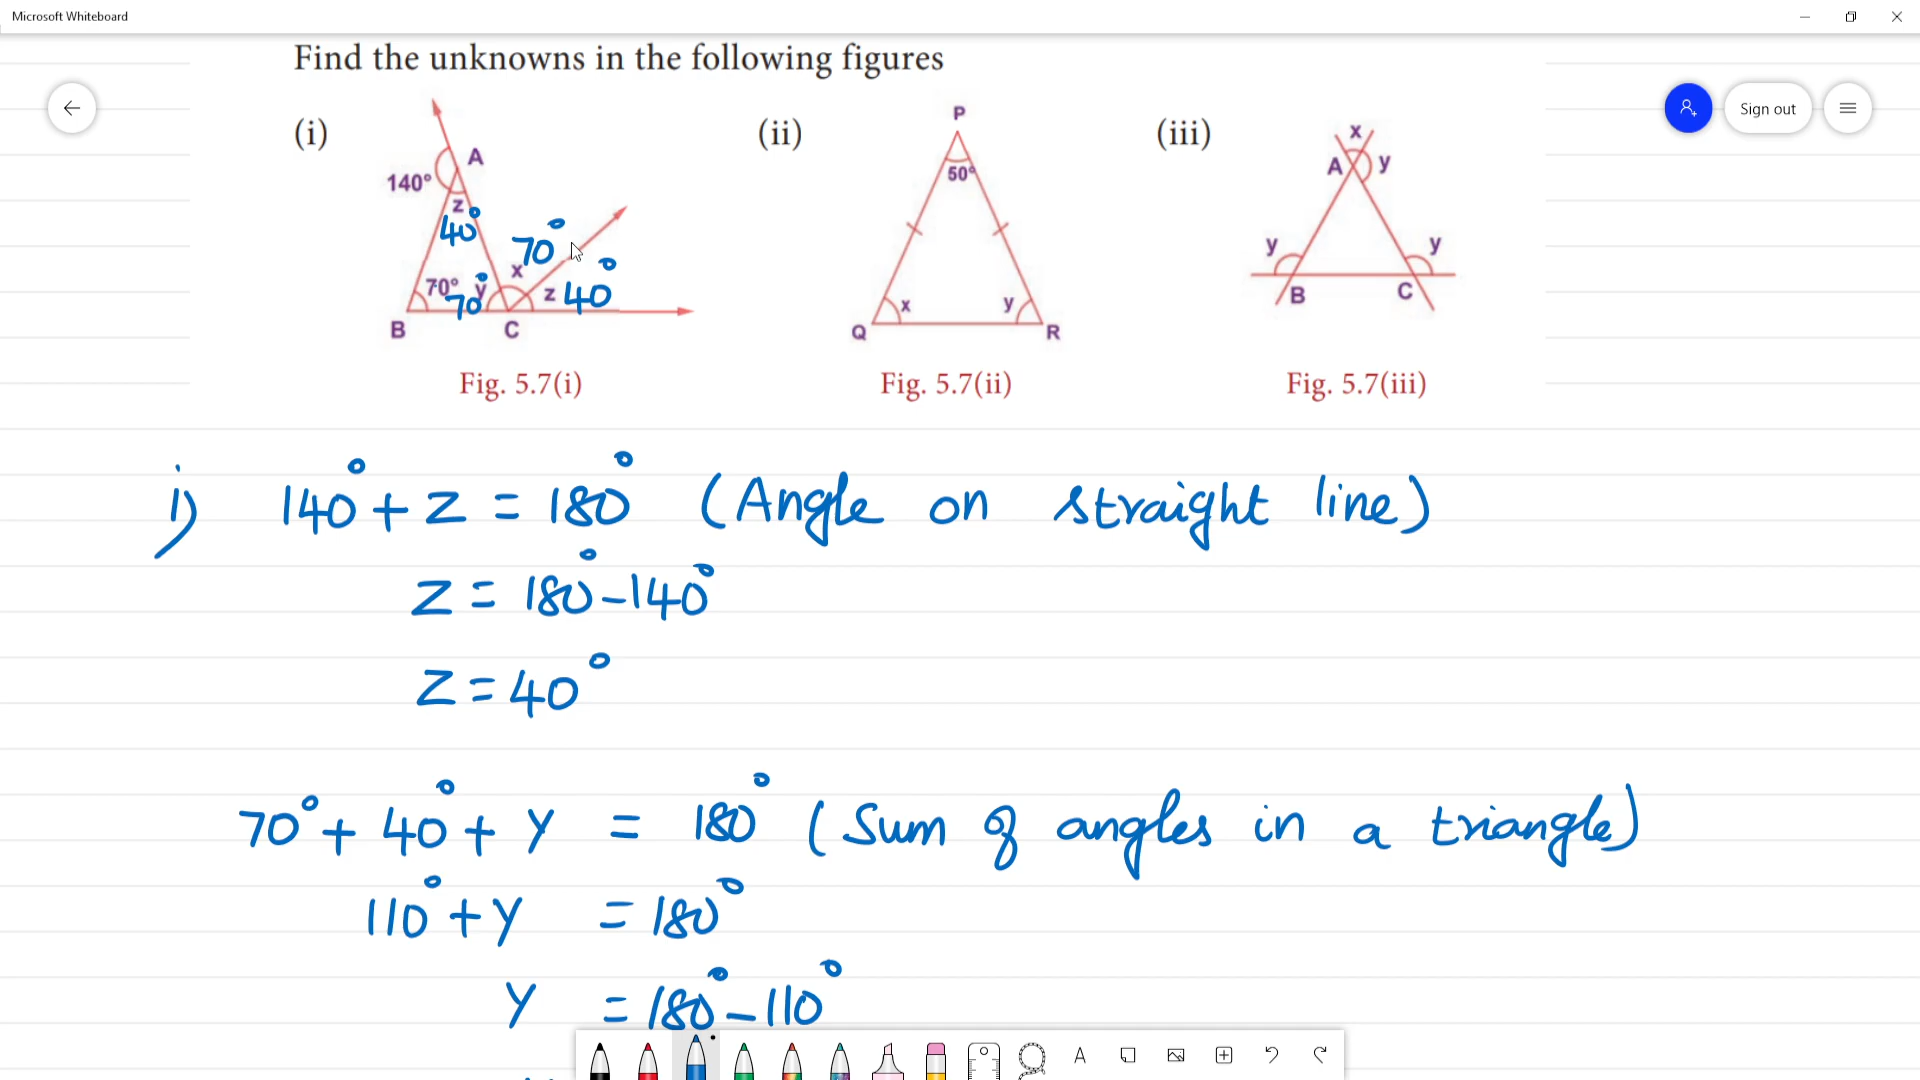 Microsoft Whiteboard
Find the unknowns in the following figures
Sign out
(i)
A
140°
z
40°
70°
x
70°
y
70°
z 40°
B
C
Fig. 5.7(i)
(ii)
P
50°
x
y
Q
R
Fig. 5.7(ii)
(iii)
x
A
y
y
y
B
C
Fig. 5.7(iii)
i) 140° + z = 180° (Angle on straight line)
z = 180° - 140°
z = 40°
70° + 40° + y = 180° (Sum of angles in a triangle)
110° + y = 180°
y = 180° - 110°
A